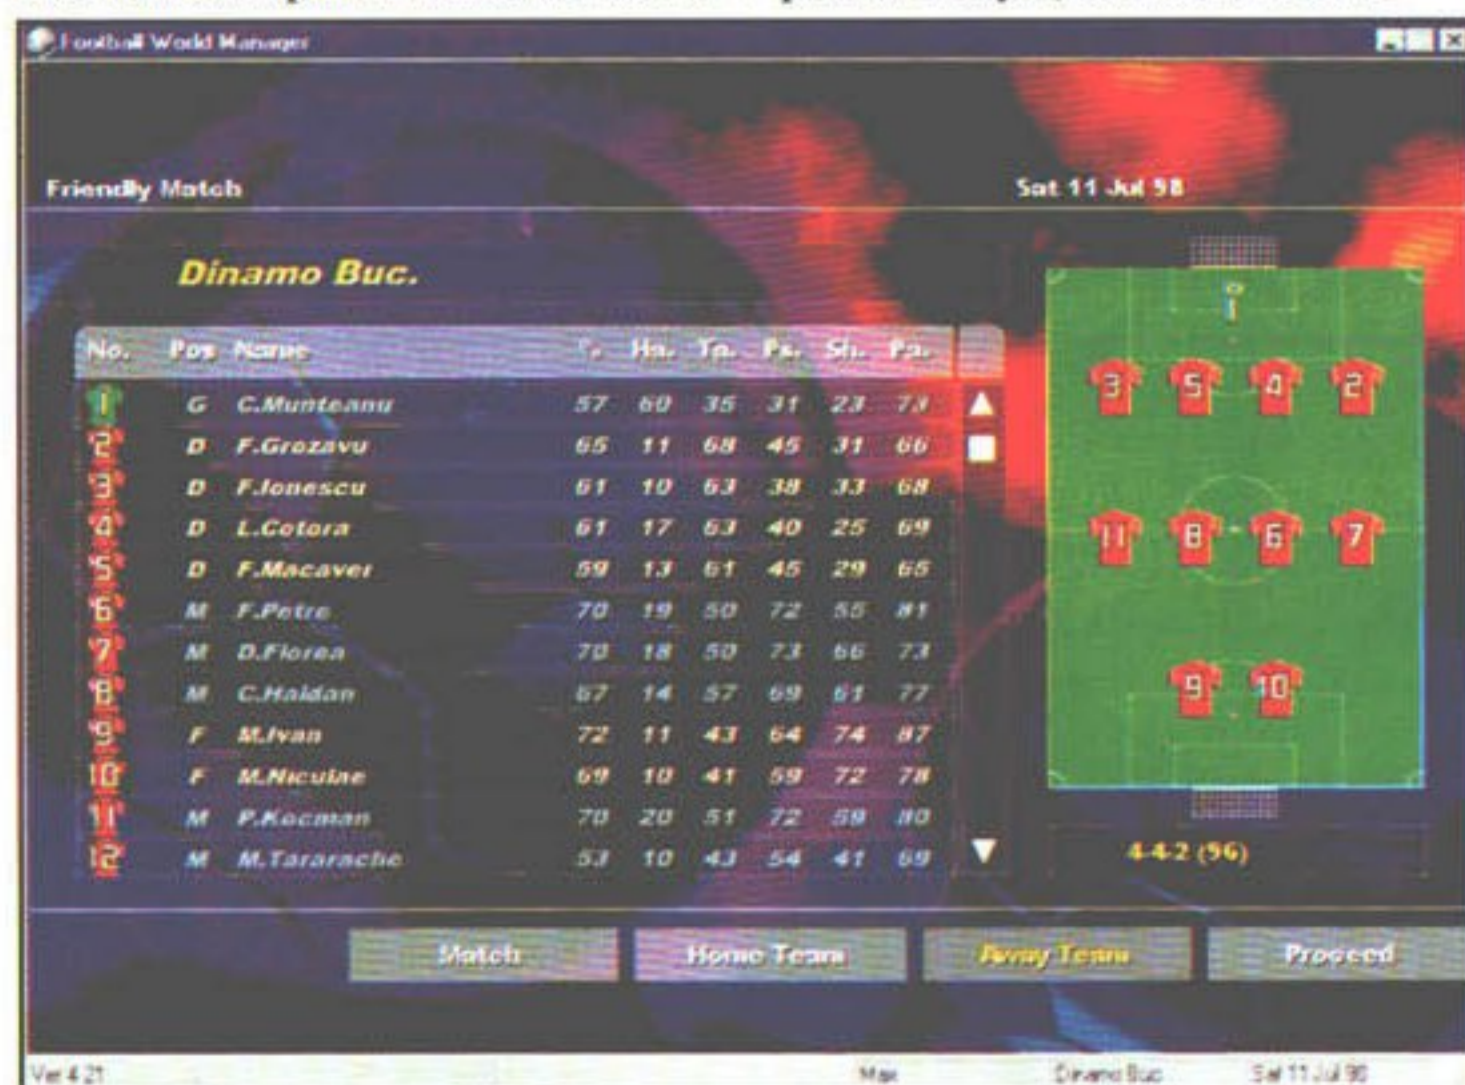 Football World Manager
Friendly Match
Sat 11 Jul 98
Dinamo Buc.
No. Pos Name Ha. Ta. Ps. Sh. Pa.
1 G C.Munteanu 57 60 35 31 23 73
2 D F.Grozavu 65 11 68 45 31 66
3 D F.Ionescu 61 10 63 38 33 68
4 D L.Cotora 61 17 63 40 25 69
5 D F.Macavei 59 13 61 45 29 65
6 M F.Petre 70 19 50 72 55 81
7 M D.Florea 70 18 50 73 66 73
8 M C.Haldan 67 14 57 69 61 77
9 F M.Ivan 72 11 43 64 74 87
10 F M.Niculae 69 10 41 59 72 78
11 M P.Kocman 70 20 51 72 59 80
12 M M.Tararache 53 10 43 54 41 69
1
3 5 4 2
11 8 6 7
9 10
4-4-2 (96)
Match Home Team Away Team Proceed
Ver 4.21 Max Dinamo Buc. Sat 11 Jul 98